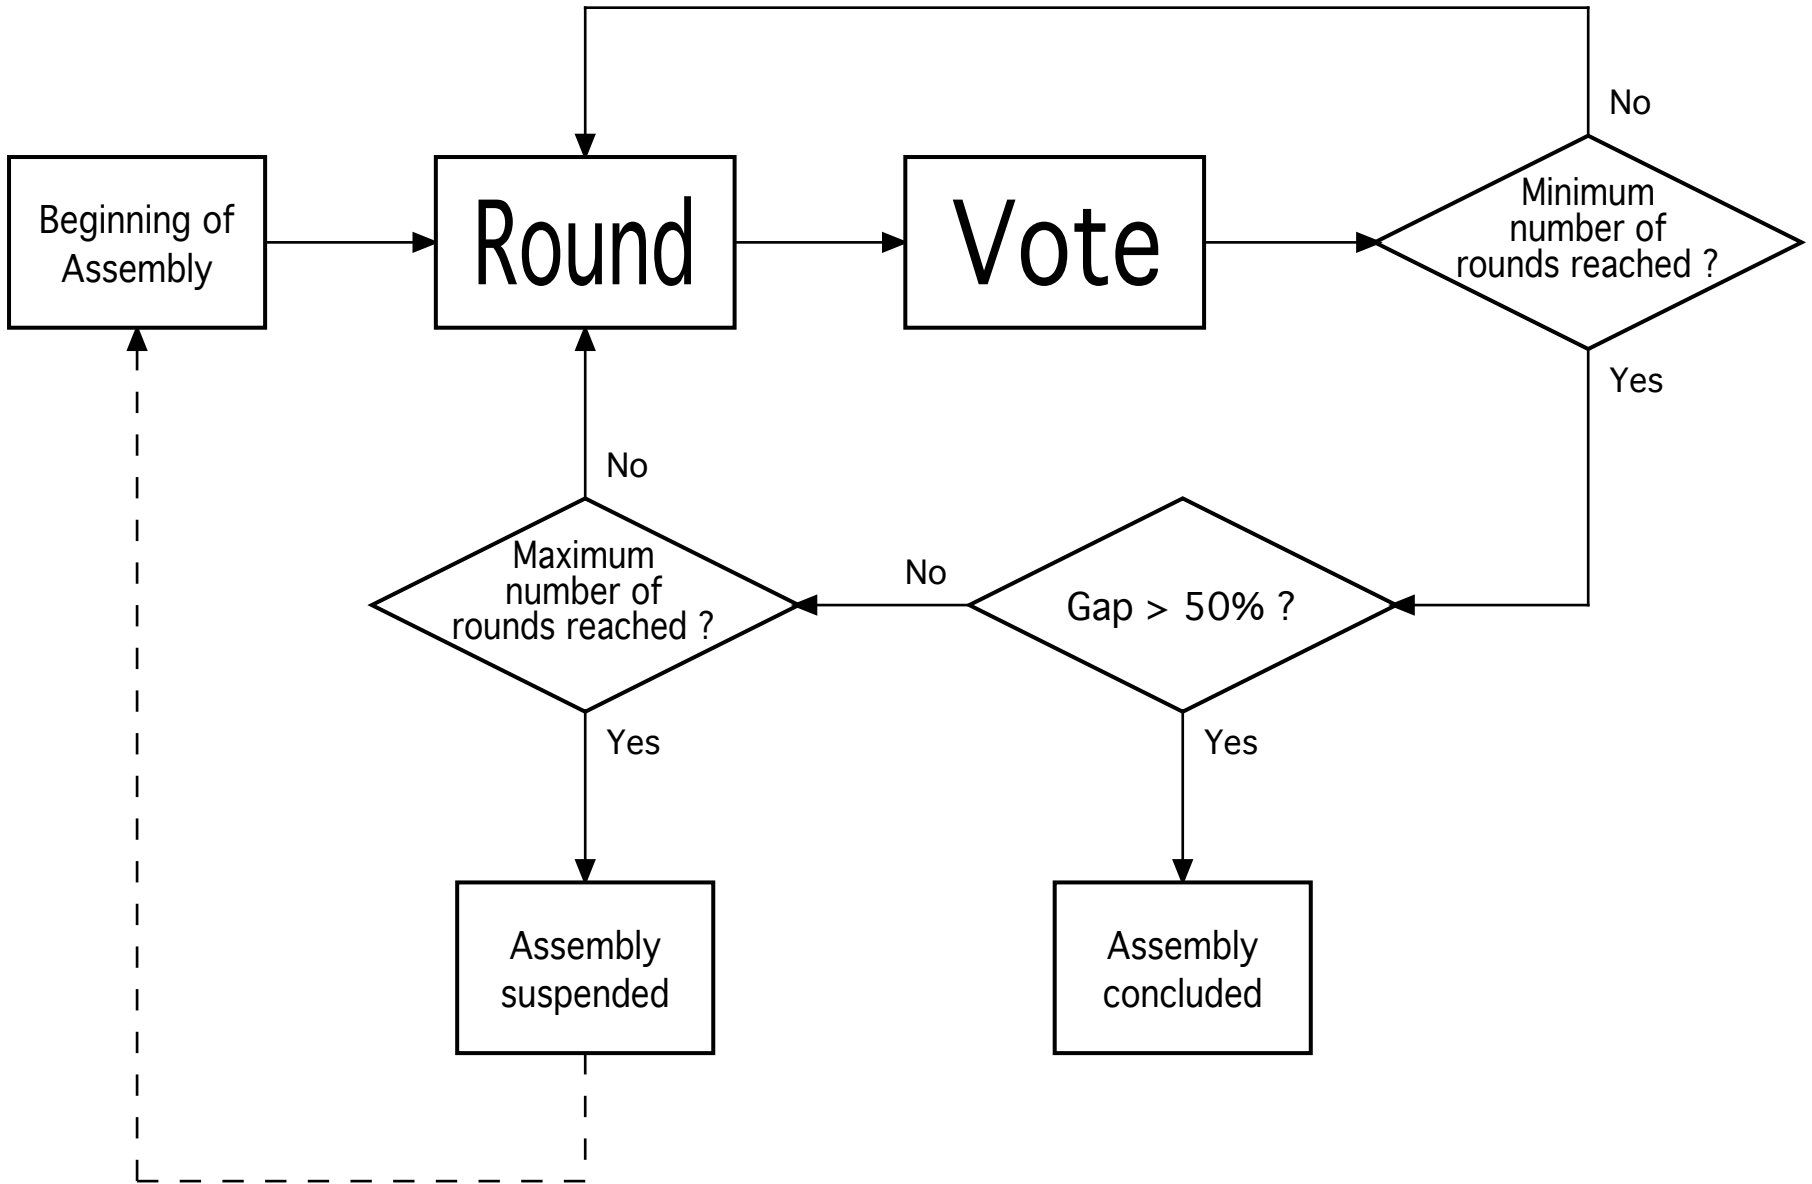 No
Beginning of
Assembly
Round
Vote
Minimum
number of
rounds reached ?
Yes
No
Maximum
number of
rounds reached ?
No
Gap > 50% ?
Yes
Yes
Assembly
suspended
Assembly
concluded